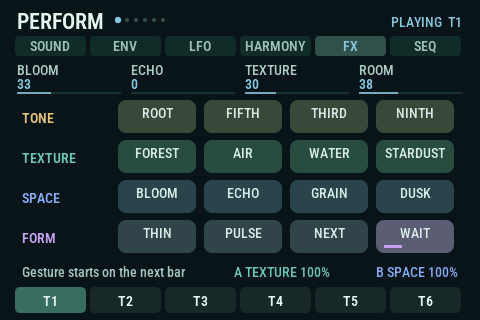 PERFORM PLAYING T1
SOUND ENV LFO HARMONY FX SEQ
BLOOM ECHO TEXTURE ROOM
33 0 30 38
TONE ROOT FIFTH THIRD NINTH
TEXTURE FOREST AIR WATER STARDUST
SPACE BLOOM ECHO GRAIN DUSK
FORM THIN PULSE NEXT WAIT
Gesture starts on the next bar A TEXTURE 100% B SPACE 100%
T1 T2 T3 T4 T5 T6